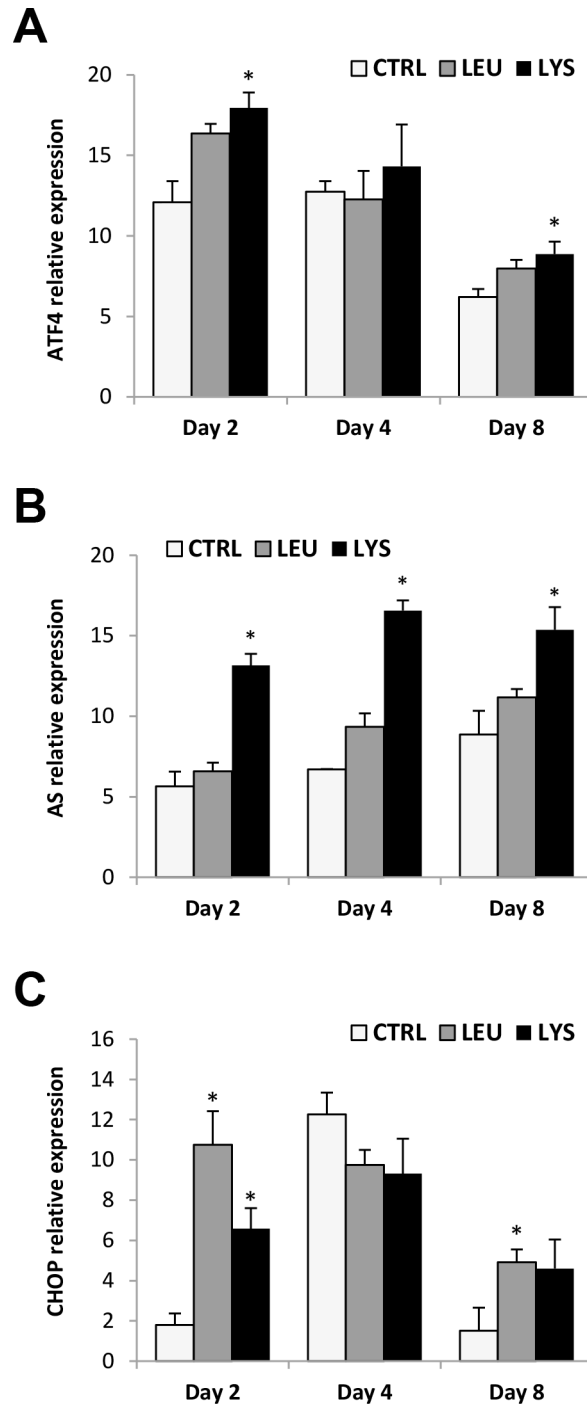 A
CTRL LEU LYS
ATF4 relative expression
20
15
10
5
0
*
*
Day 2 Day 4 Day 8
B
CTRL LEU LYS
AS relative expression
20
15
10
5
0
*
*
*
Day 2 Day 4 Day 8
C
CTRL LEU LYS
CHOP relative expression
16
14
12
10
8
6
4
2
0
*
*
*
Day 2 Day 4 Day 8